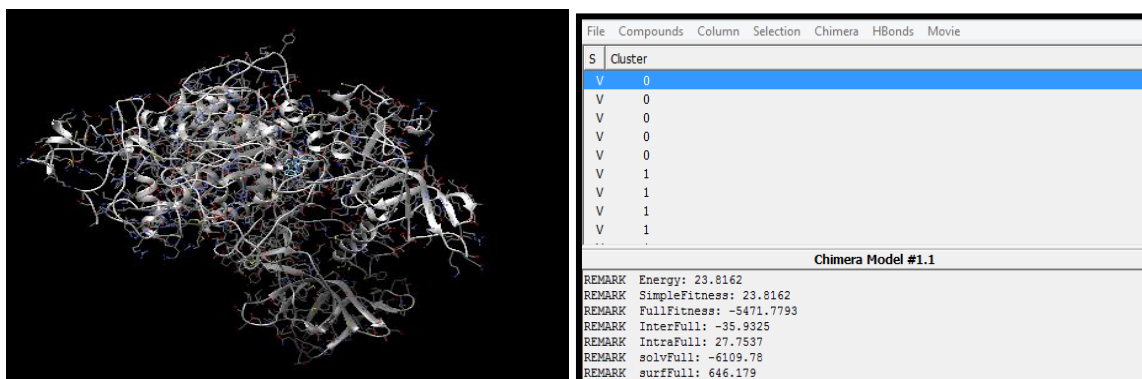 File Compounds Column Selection Chimera HBonds Movie
S Cluster
V 0
V 0
V 0
V 0
V 0
V 1
V 1
V 1
V 1
Chimera Model #1.1
REMARK Energy: 23.8162
REMARK SimpleFitness: 23.8162
REMARK FullFitness: -5471.7793
REMARK InterFull: -35.9325
REMARK IntraFull: 27.7537
REMARK solvFull: -6109.78
REMARK surfFull: 646.179